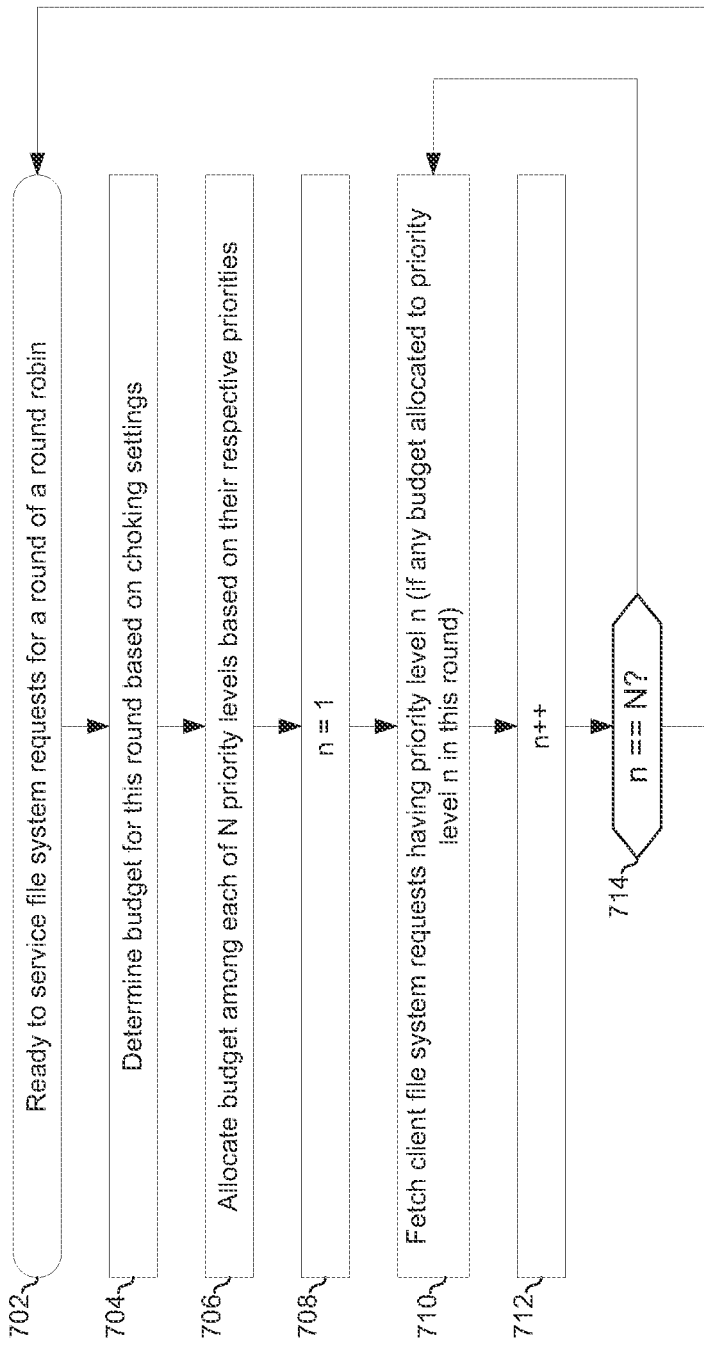 702
Ready to service file system requests for a round of a round robin
704
Determine budget for this round based on choking settings
706
Allocate budget among each of N priority levels based on their respective priorities
708
n = 1
710
Fetch client file system requests having priority level n (if any budget allocated to priority
level n in this round)
712
n++
714
n == N?